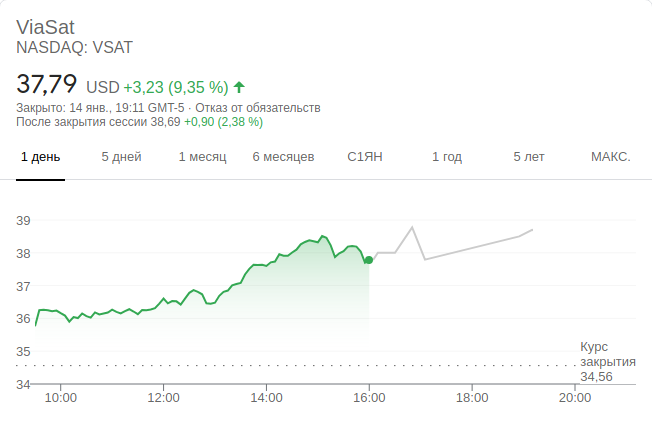 ViaSat
NASDAQ: VSAT
37,79 USD +3,23 (9,35 %)
Закрыто: 14 янв., 19:11 GMT-5 · Отказ от обязательств
После закрытия сессии 38,69 +0,90 (2,38 %)
1 день 5 дней 1 месяц 6 месяцев С1ЯН 1 год 5 лет МАКС.
39
38
37
36
35
Курс
закрытия
34,56
34
10:00 12:00 14:00 16:00 18:00 20:00